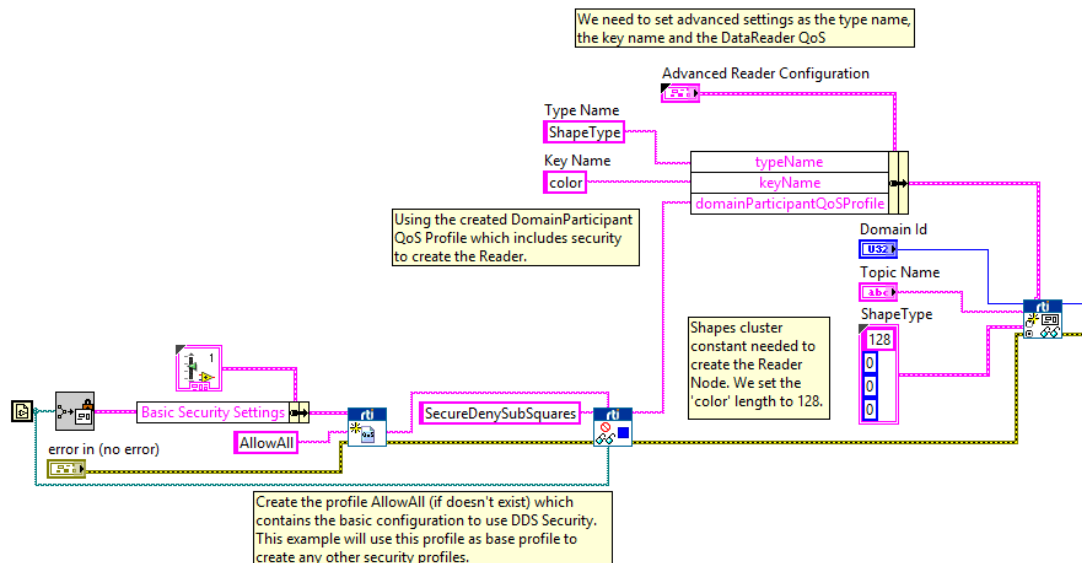 We need to set advanced settings as the type name,
the key name and the DataReader QoS
Advanced Reader Configuration
Type Name
ShapeType
Key Name
color
typeName
keyName
domainParticipantQoSProfile
Using the created DomainParticipant
QoS Profile which includes security
to create the Reader.
Domain Id
U32
Topic Name
abc
ShapeType
128
0
0
0
rti
Shapes cluster
constant needed to
create the Reader
Node. We set the
'color' length to 128.
1
Basic Security Settings
AllowAll
rti
QoS
SecureDenySubSquares
rti
error in (no error)
Create the profile AllowAll (if doesn't exist) which
contains the basic configuration to use DDS Security.
This example will use this profile as base profile to
create any other security profiles.